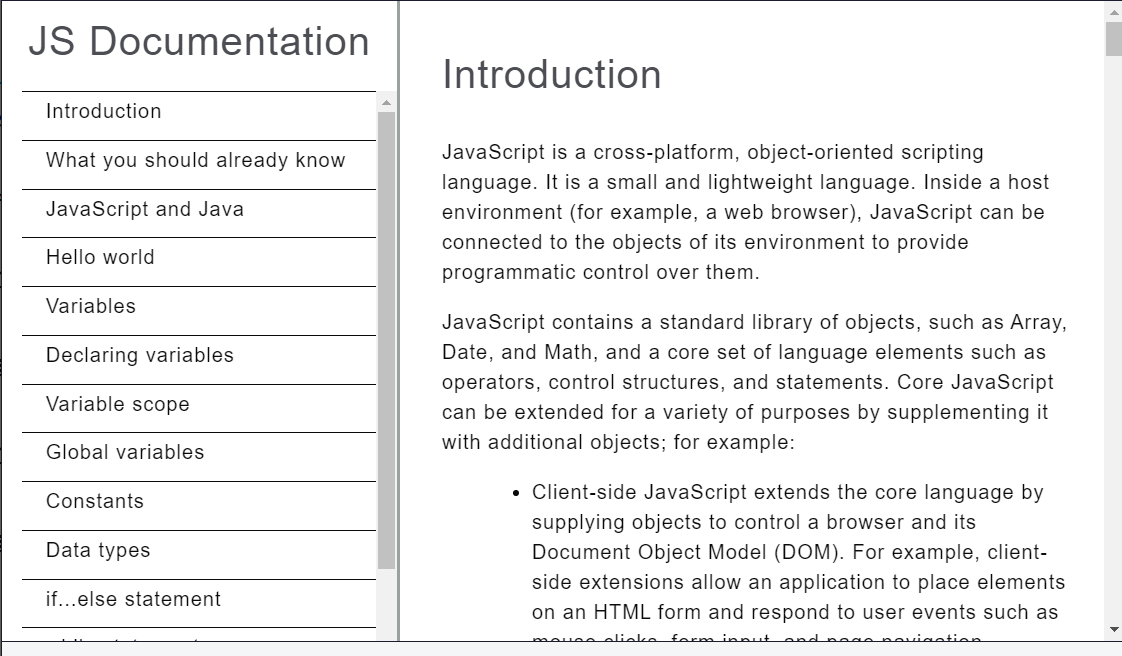 JS Documentation
Introduction
What you should already know
JavaScript and Java
Hello world
Variables
Declaring variables
Variable scope
Global variables
Constants
Data types
if...else statement
Introduction
JavaScript is a cross-platform, object-oriented scripting
language. It is a small and lightweight language. Inside a host
environment (for example, a web browser), JavaScript can be
connected to the objects of its environment to provide
programmatic control over them.
JavaScript contains a standard library of objects, such as Array,
Date, and Math, and a core set of language elements such as
operators, control structures, and statements. Core JavaScript
can be extended for a variety of purposes by supplementing it
with additional objects; for example:
• Client-side JavaScript extends the core language by
supplying objects to control a browser and its
Document Object Model (DOM). For example, client-
side extensions allow an application to place elements
on an HTML form and respond to user events such as
mouse clicks, form input, and page navigation.